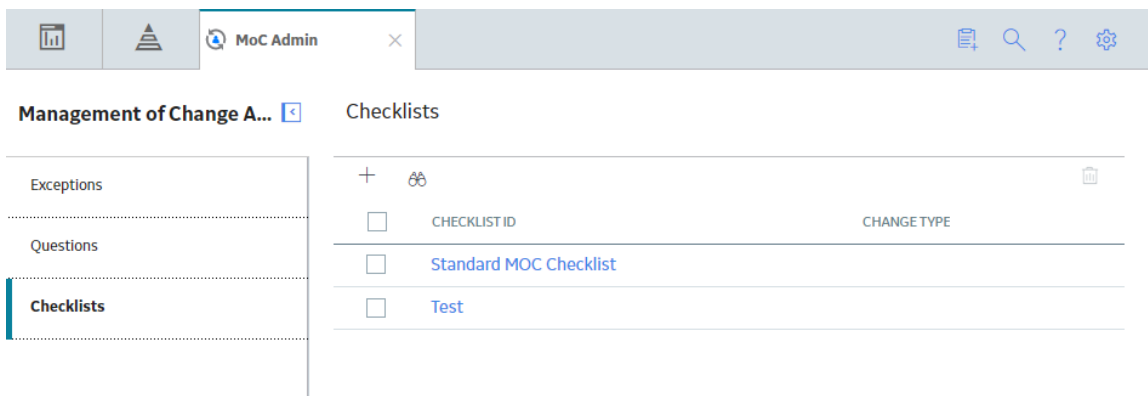 MoC Admin
Management of Change A...
Checklists
Exceptions
Questions
Checklists
CHECKLIST ID
CHANGE TYPE
Standard MOC Checklist
Test